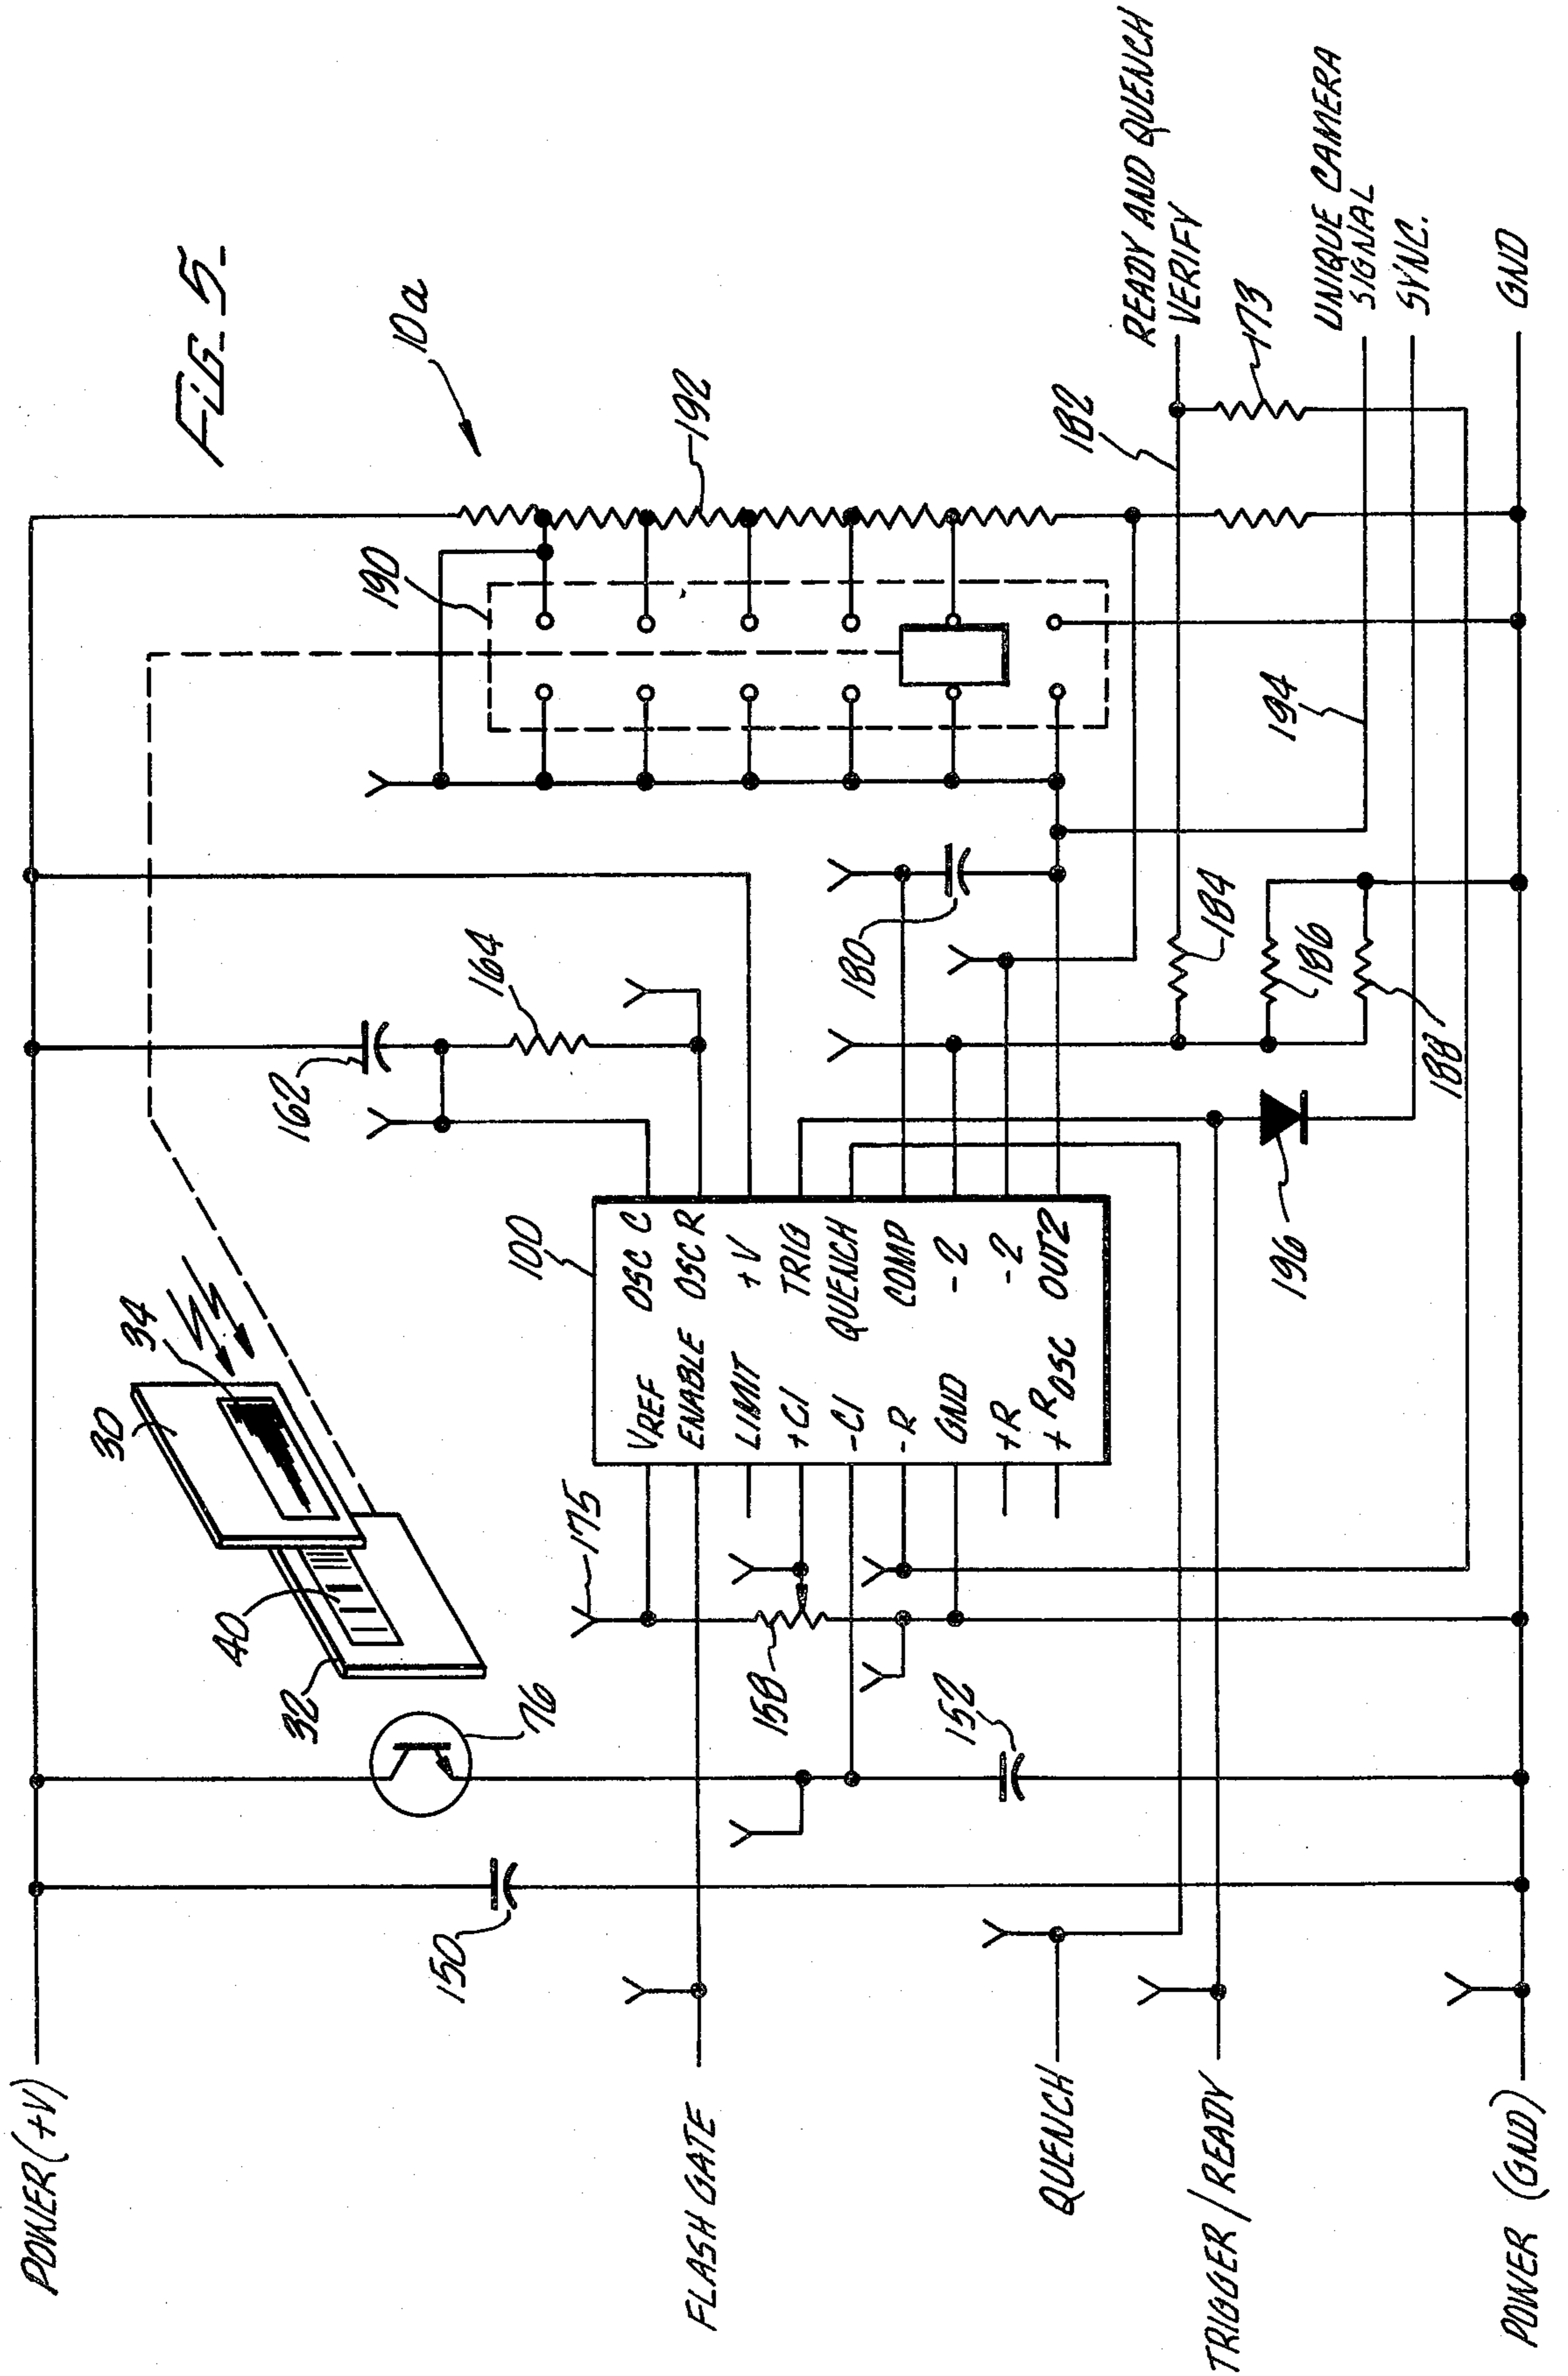 FIG. 5.
10a
POWER (+V)
FLASH GATE
QUENCH
TRIGGER / READY
POWER (GND)
150
76
32
40
30
34
175
158
152
162
164
100
VREF OSC C
ENABLE OSC R
LIMIT +V
+CI TRIG
-CI QUENCH
-R COMP
GND -2
+R -2
+ROSC OUT2
180
190
192
182
184
186
188
194
196
173
READY AND QUENCH
VERIFY
UNIQUE CAMERA
SIGNAL
SYNC.
GND